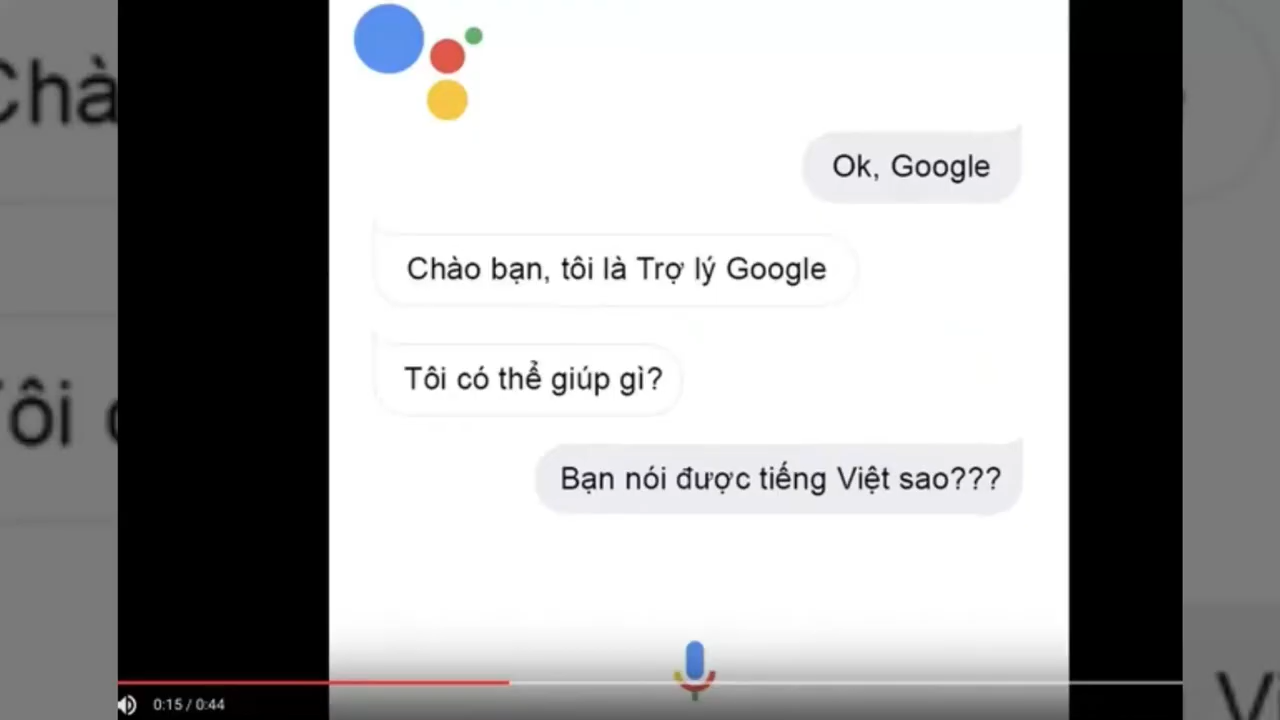 Ok, Google
Chào bạn, tôi là Trợ lý Google
Tôi có thể giúp gì?
Bạn nói được tiếng Việt sao???
0:15 / 0:44